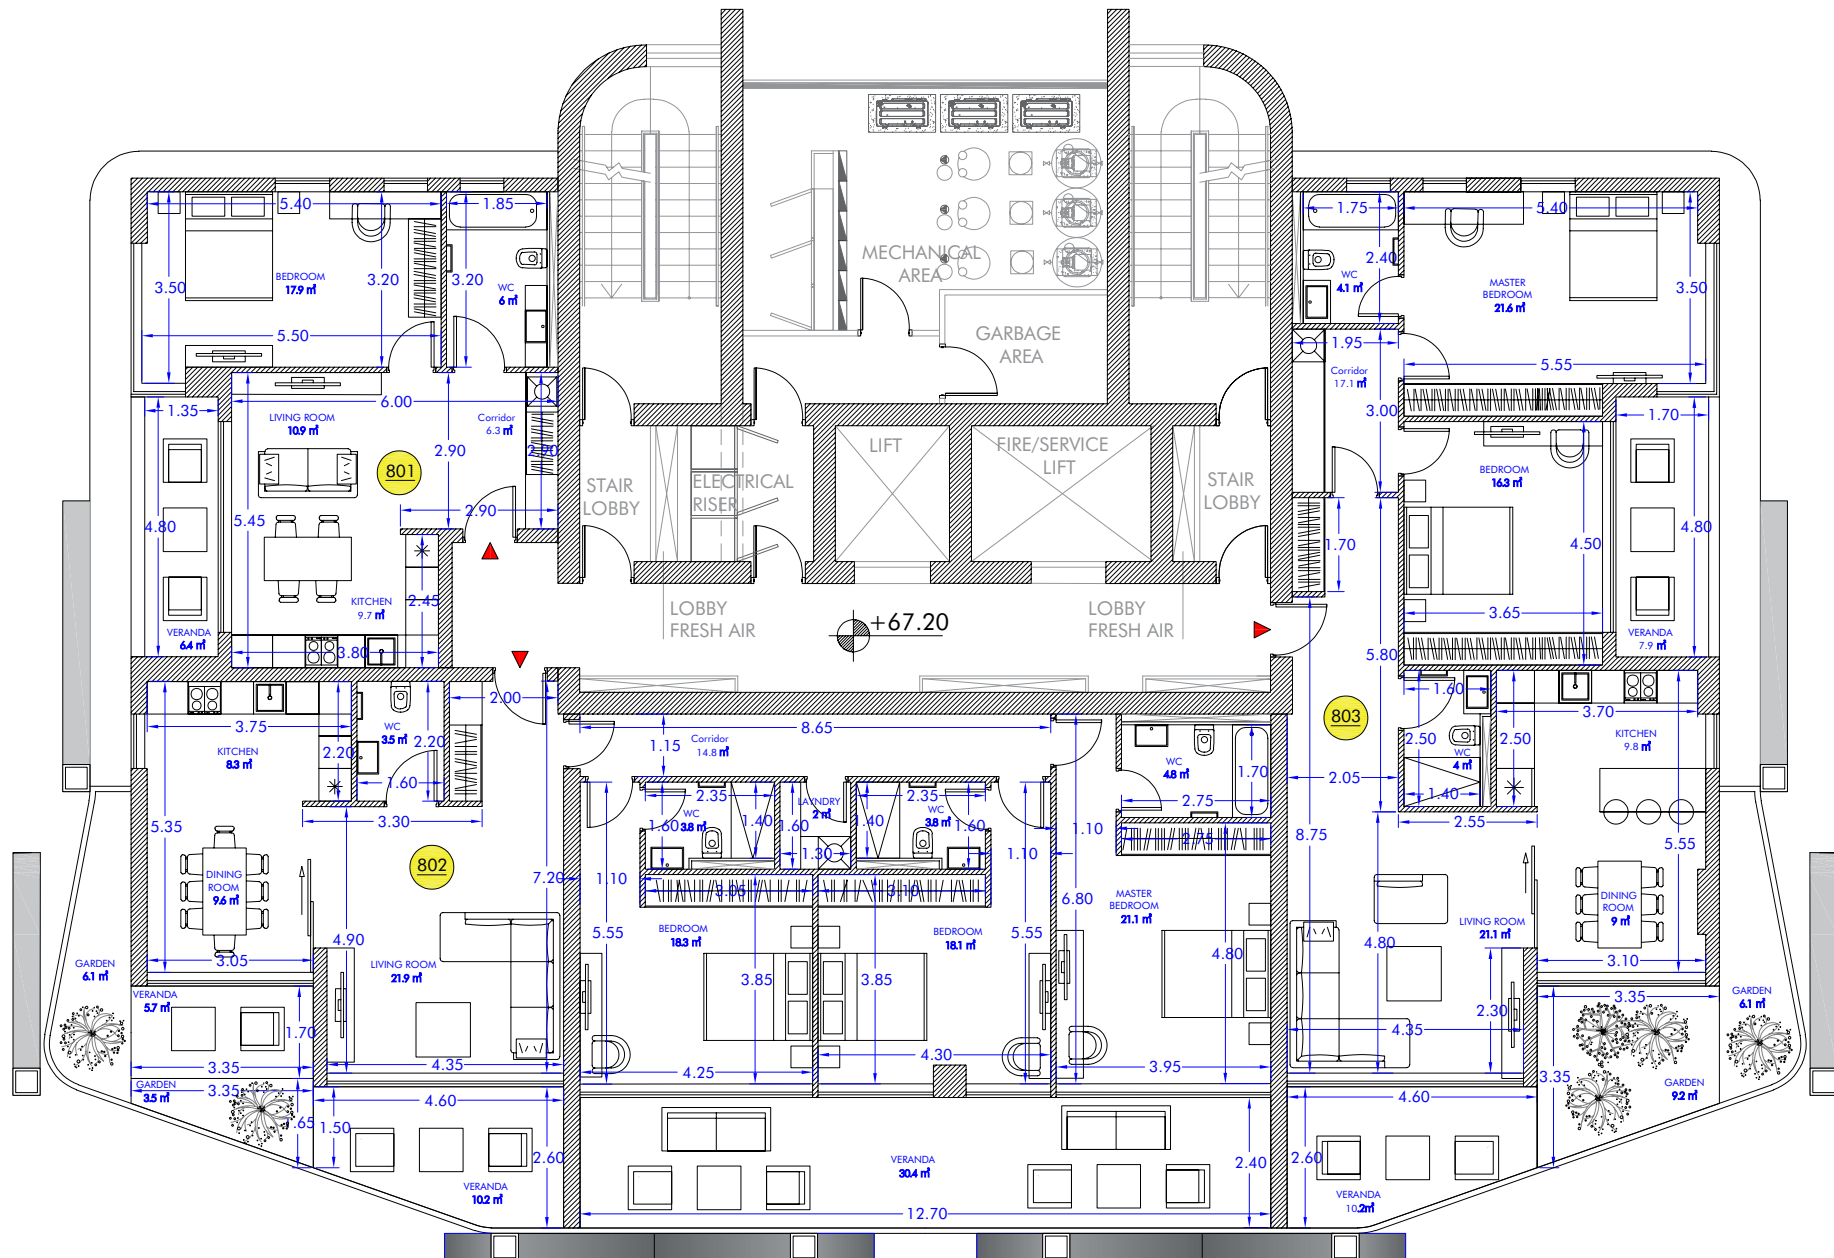 5.40
1.85
3.50
3.20
3.20
BEDROOM
17.9 m²
WC
6 m²
5.50
MECHANICAL
AREA
GARBAGE
AREA
1.75
5.40
2.40
WC
4.1 m²
MASTER
BEDROOM
21.6 m²
3.50
1.95
Corridor
17.1 m²
5.55
3.00
1.35
6.00
LIVING ROOM
10.9 m²
Corridor
6.3 m²
2.90
2.90
801
2.90
4.80
5.45
KITCHEN
9.7 m²
2.45
VERANDA
6.4 m²
3.80
STAIR
LOBBY
ELECTRICAL
RISER
LIFT
FIRE/SERVICE
LIFT
STAIR
LOBBY
1.70
BEDROOM
16.3 m²
4.80
4.50
1.70
3.65
VERANDA
7.9 m²
LOBBY
FRESH AIR
+67.20
LOBBY
FRESH AIR
5.80
2.00
3.75
WC
3.5 m²
KITCHEN
8.3 m²
2.20
2.20
1.60
3.30
5.35
802
DINING
ROOM
9.6 m²
3.05
4.90
7.20
LIVING ROOM
21.9 m²
GARDEN
6.1 m²
VERANDA
5.7 m²
1.70
3.35
4.35
GARDEN
3.5 m²
3.35
1.65
1.50
4.60
2.60
VERANDA
10.2 m²
8.65
Corridor
14.8 m²
1.15
2.35
WC
3.8 m²
1.60
1.40
LAYNDRY
2 m²
1.60
1.30
1.40
2.35
WC
3.8 m²
1.60
1.10
3.05
3.10
1.10
5.55
BEDROOM
18.3 m²
3.85
3.85
BEDROOM
18.1 m²
5.55
4.25
4.30
WC
4.8 m²
1.70
2.75
1.10
2.75
6.80
MASTER
BEDROOM
21.1 m²
4.80
3.95
VERANDA
30.4 m²
2.40
12.70
803
1.60
2.50
WC
4 m²
1.40
2.50
3.70
KITCHEN
9.8 m²
2.05
2.55
8.75
5.55
DINING
ROOM
9 m²
LIVING ROOM
21.1 m²
4.80
3.10
2.30
4.35
3.35
GARDEN
6.1 m²
3.35
GARDEN
9.2 m²
4.60
2.60
VERANDA
10.2m²